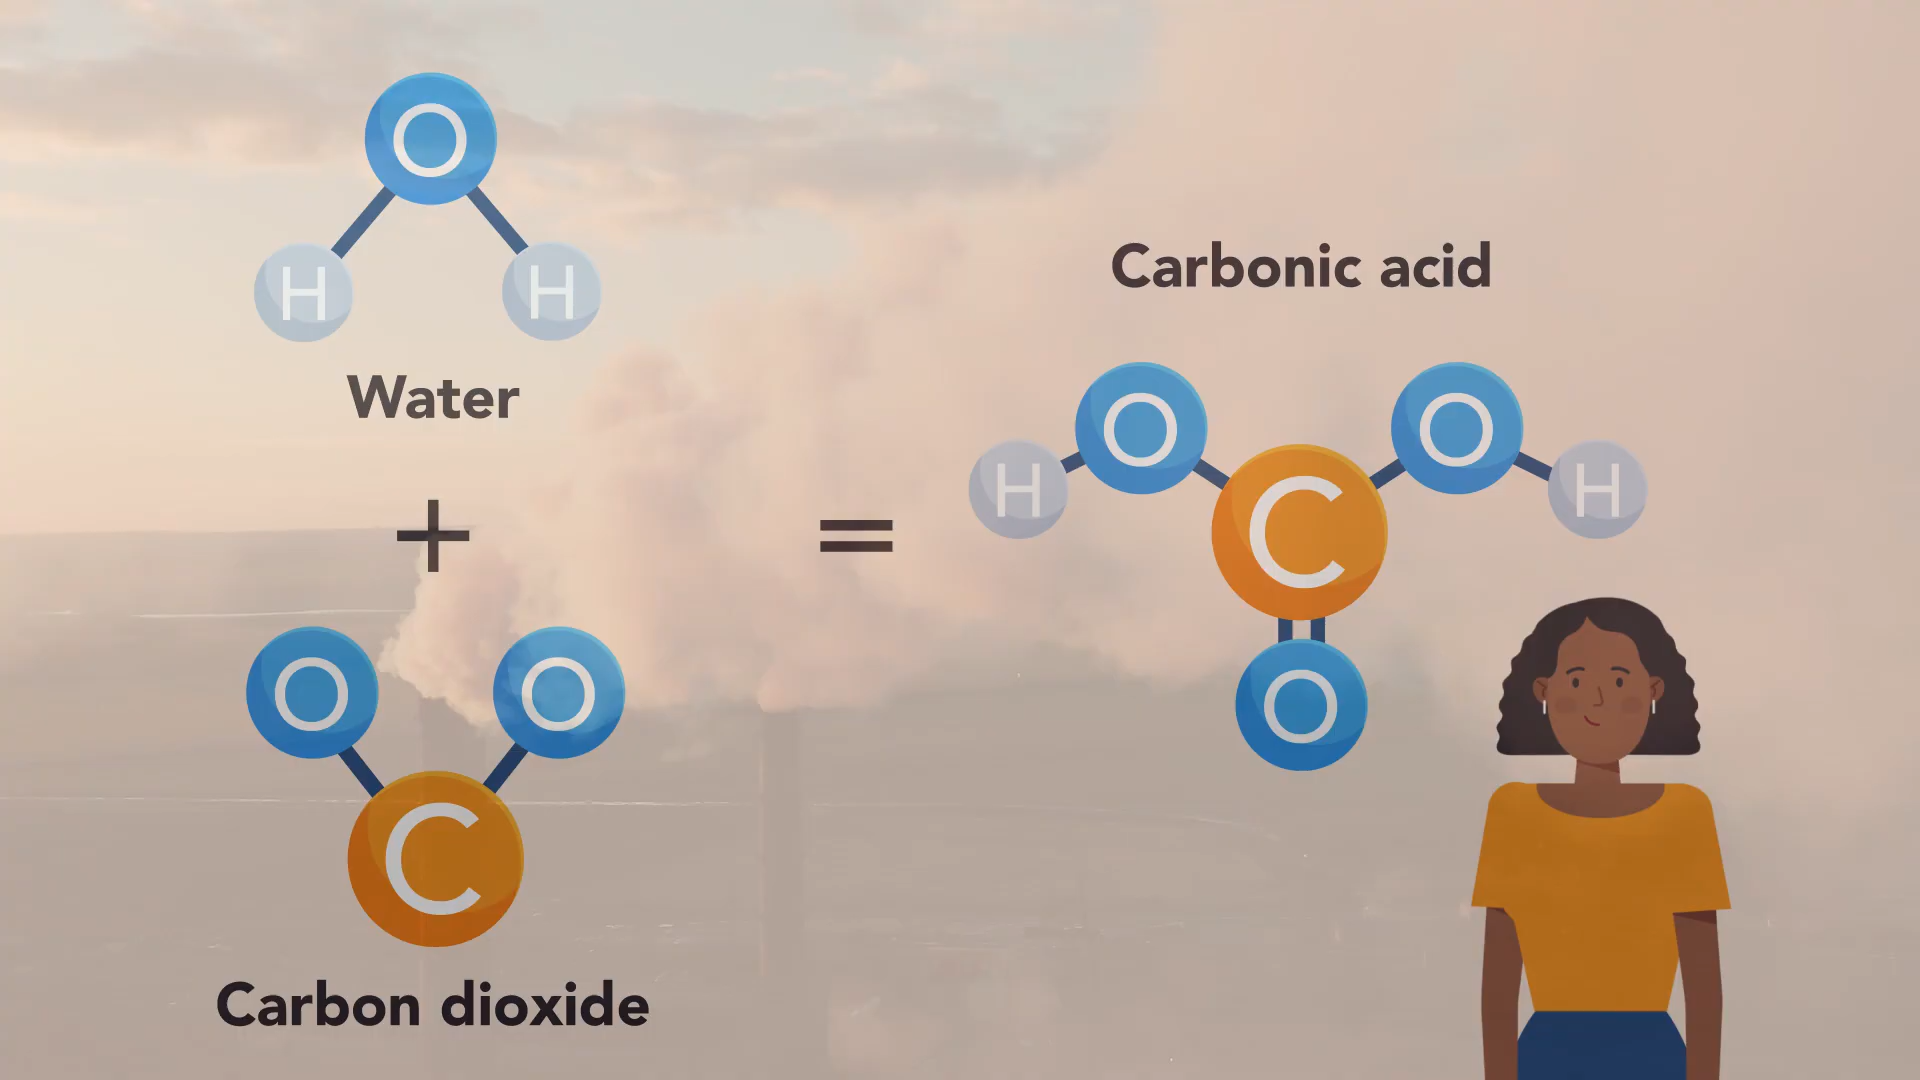 O
H H
Water
+
O O
C
Carbon dioxide
=
Carbonic acid
O O
H C H
O